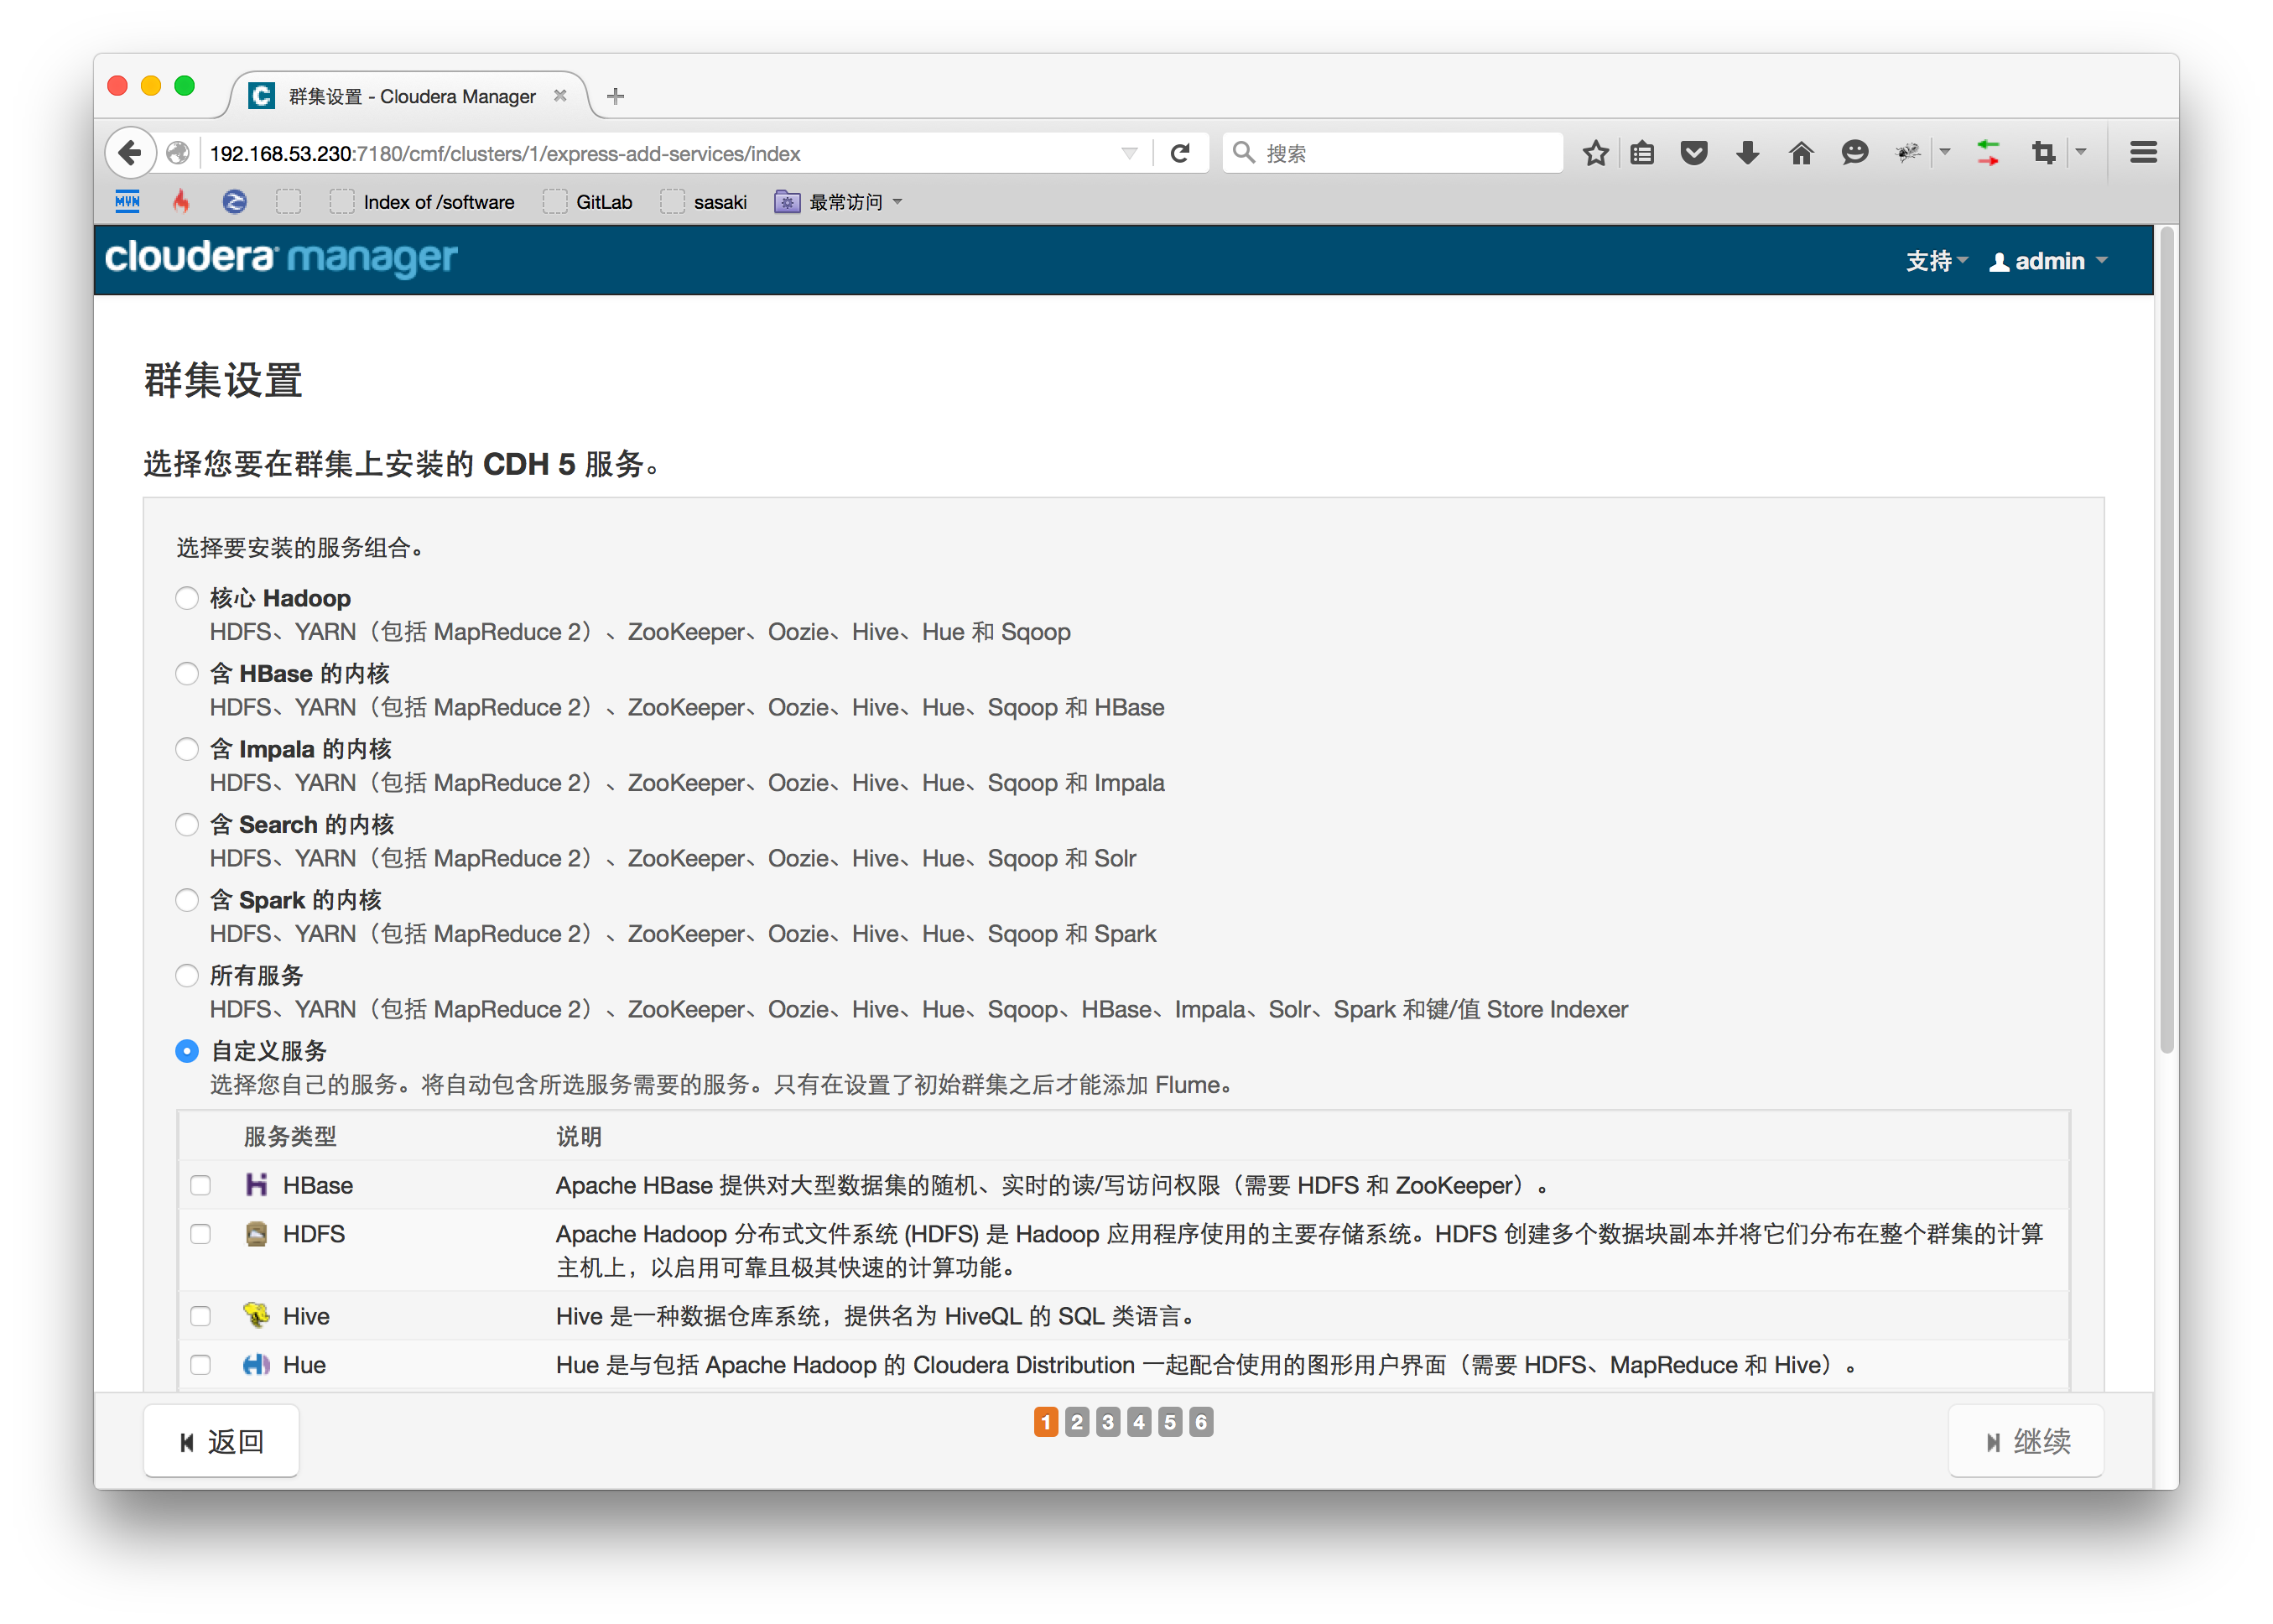 群集设置 - Cloudera Manager
192.168.53.230:7180/cmf/clusters/1/express-add-services/index
搜索
MVN
Index of /software
GitLab
sasaki
最常访问
cloudera manager
支持
admin
群集设置
选择您要在群集上安装的 CDH 5 服务。
选择要安装的服务组合。
核心 Hadoop
HDFS、YARN（包括 MapReduce 2）、ZooKeeper、Oozie、Hive、Hue 和 Sqoop
含 HBase 的内核
HDFS、YARN（包括 MapReduce 2）、ZooKeeper、Oozie、Hive、Hue、Sqoop 和 HBase
含 Impala 的内核
HDFS、YARN（包括 MapReduce 2）、ZooKeeper、Oozie、Hive、Hue、Sqoop 和 Impala
含 Search 的内核
HDFS、YARN（包括 MapReduce 2）、ZooKeeper、Oozie、Hive、Hue、Sqoop 和 Solr
含 Spark 的内核
HDFS、YARN（包括 MapReduce 2）、ZooKeeper、Oozie、Hive、Hue、Sqoop 和 Spark
所有服务
HDFS、YARN（包括 MapReduce 2）、ZooKeeper、Oozie、Hive、Hue、Sqoop、HBase、Impala、Solr、Spark 和键/值 Store Indexer
自定义服务
选择您自己的服务。将自动包含所选服务需要的服务。只有在设置了初始群集之后才能添加 Flume。
服务类型 说明
HBase Apache HBase 提供对大型数据集的随机、实时的读/写访问权限（需要 HDFS 和 ZooKeeper）。
HDFS Apache Hadoop 分布式文件系统 (HDFS) 是 Hadoop 应用程序使用的主要存储系统。HDFS 创建多个数据块副本并将它们分布在整个群集的计算
主机上，以启用可靠且极其快速的计算功能。
Hive Hive 是一种数据仓库系统，提供名为 HiveQL 的 SQL 类语言。
Hue Hue 是与包括 Apache Hadoop 的 Cloudera Distribution 一起配合使用的图形用户界面（需要 HDFS、MapReduce 和 Hive）。
返回
1 2 3 4 5 6
继续